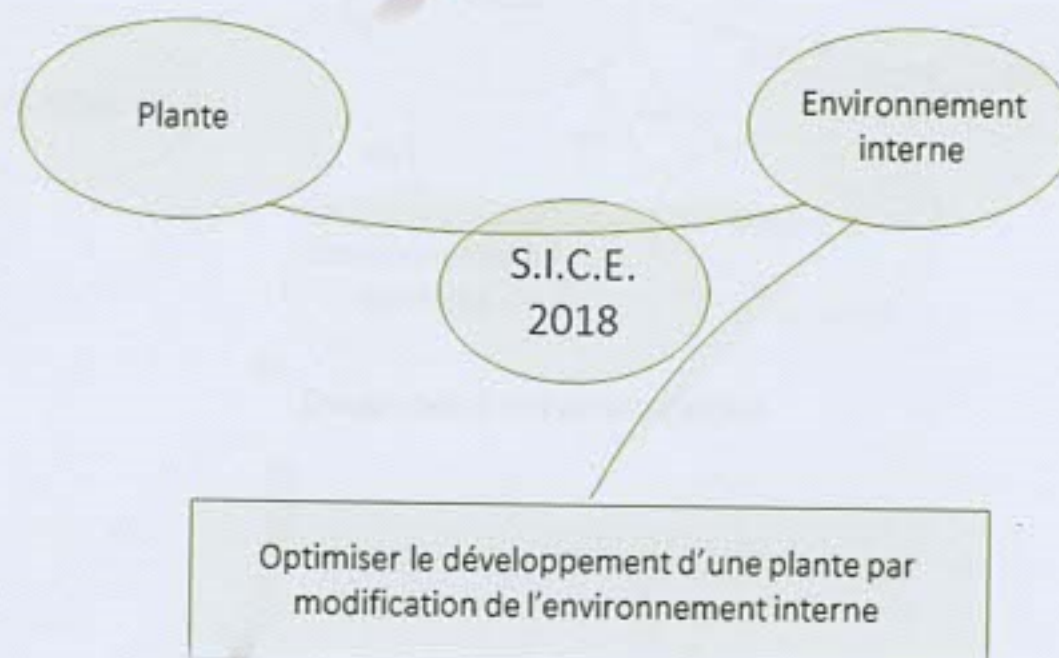 Plante
Environnement
interne
S.I.C.E.
2018
Optimiser le développement d'une plante par
modification de l'environnement interne